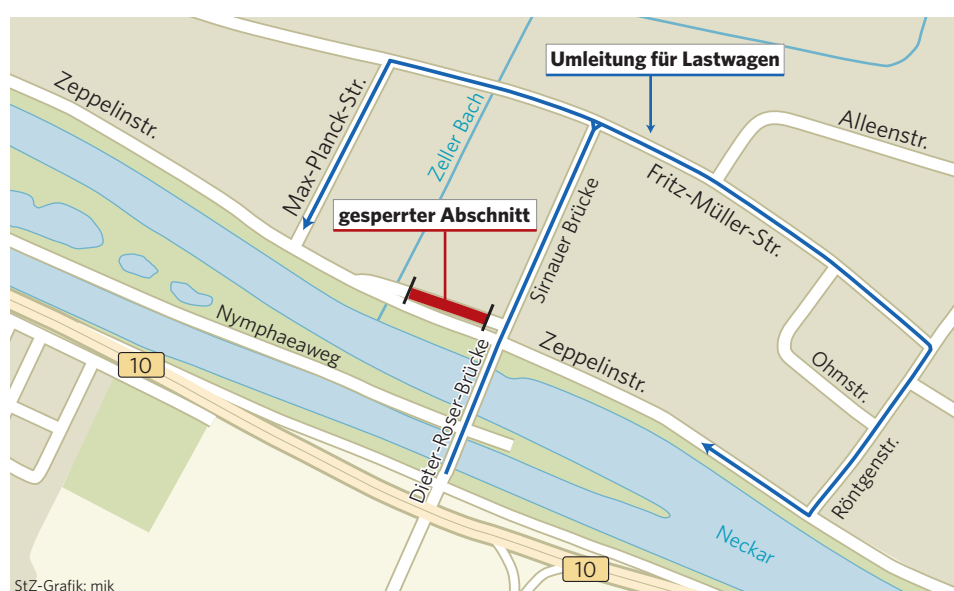 Umleitung für Lastwagen
Zeppelinstr.
Max-Planck-Str.
Zeller Bach
Alleenstr.
Fritz-Müller-Str.
gesperrter Abschnitt
Sirnauer Brücke
Nymphaeaweg
Zeppelinstr.
10
Ohmstr.
Dieter-Roser-Brücke
Röntgenstr.
Neckar
10
StZ-Grafik: mik